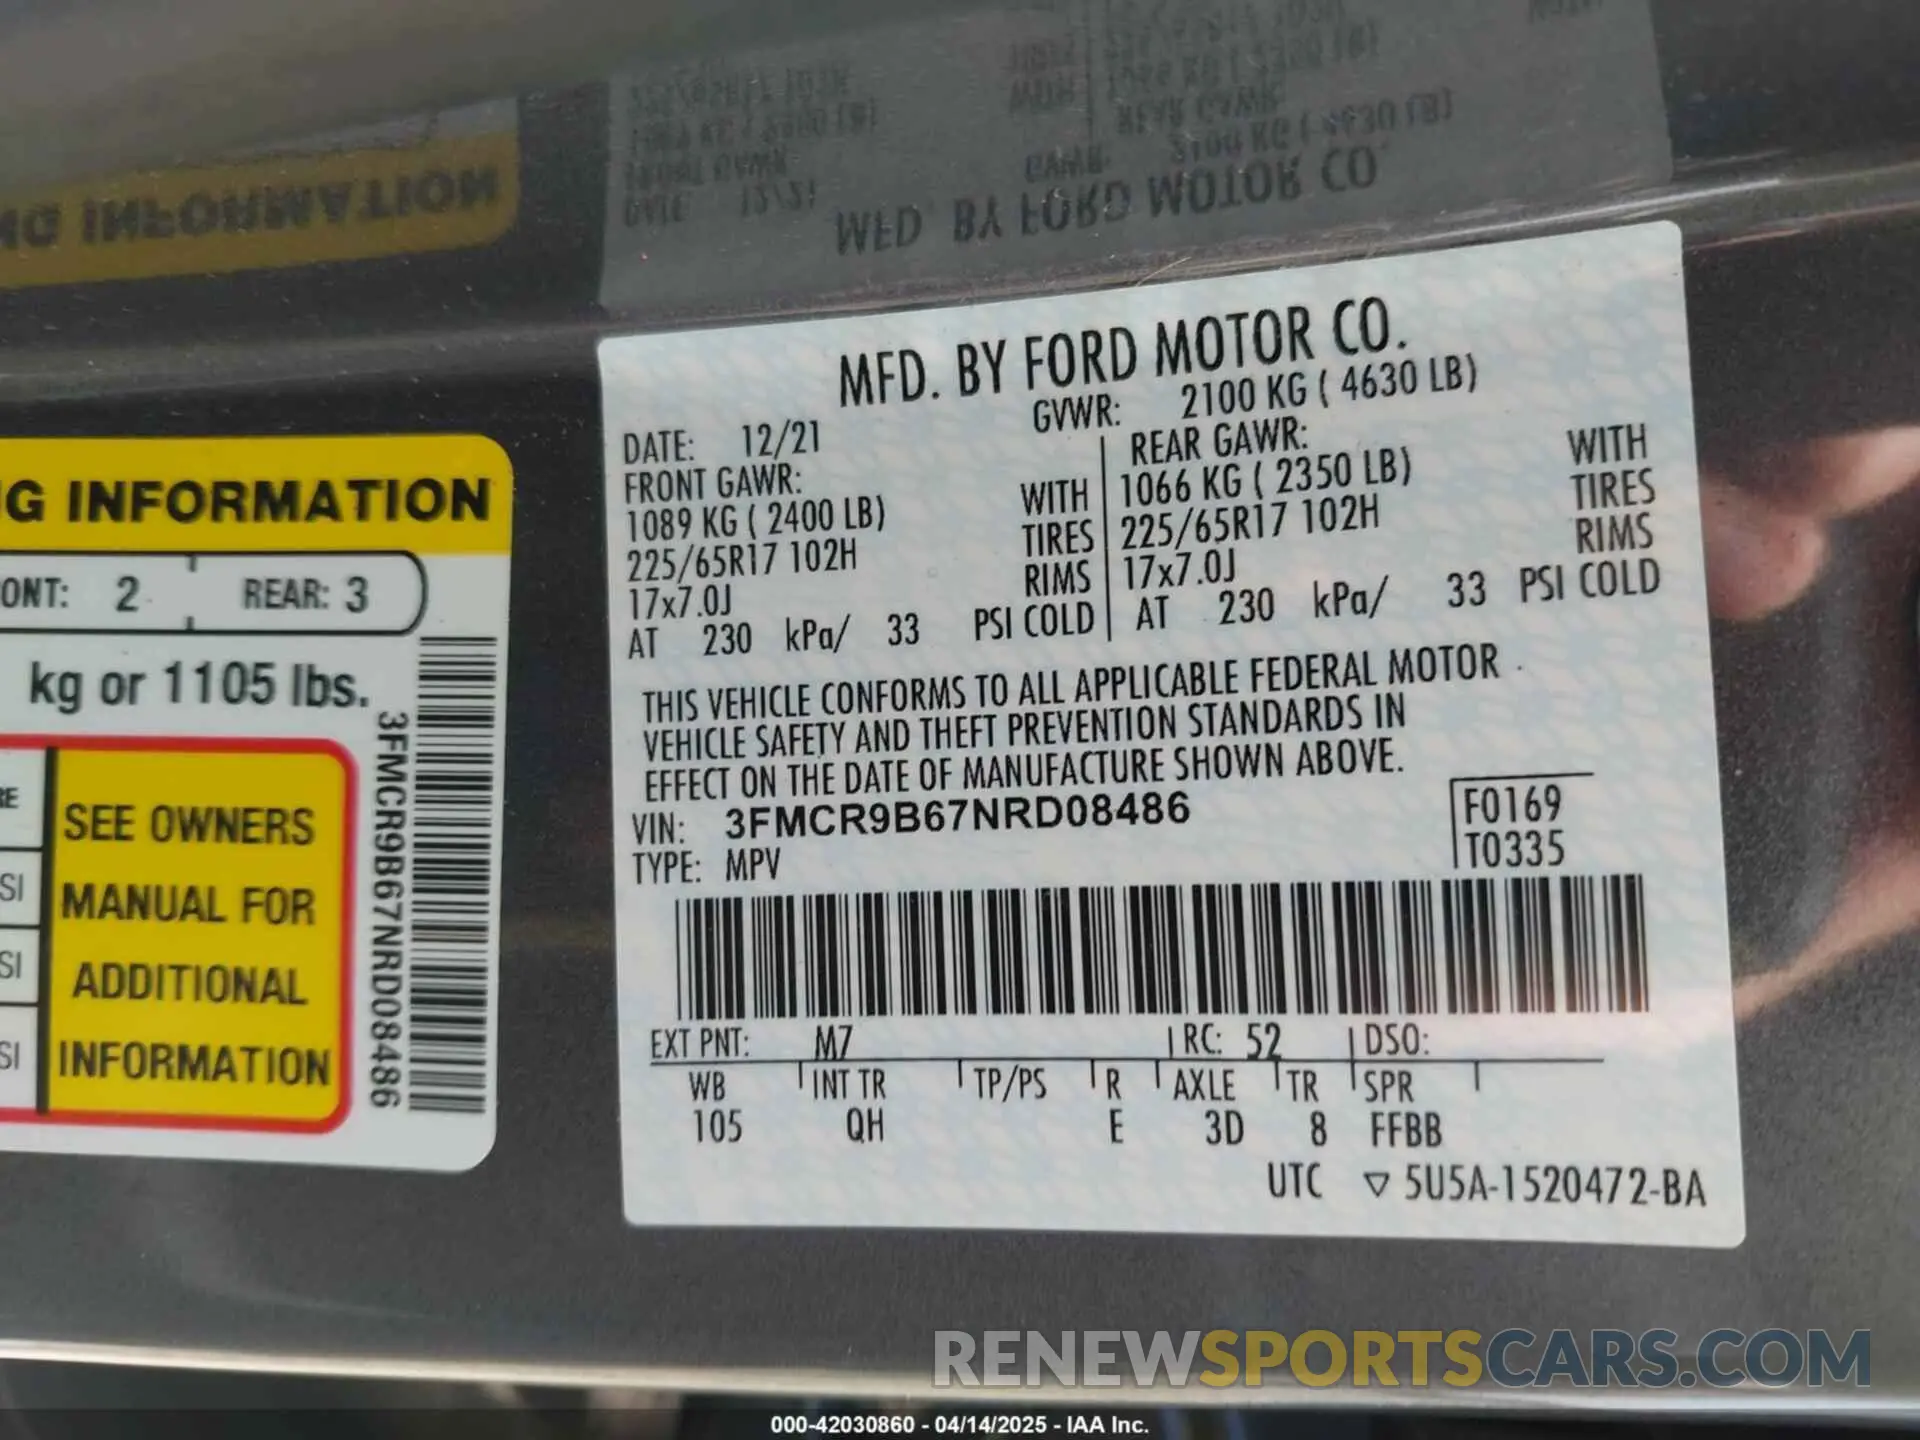 MFD. BY FORD MOTOR CO.
DATE: 12/21
GVWR: 2100 KG ( 4630 LB)
FRONT GAWR:
1089 KG ( 2400 LB) WITH
225/65R17 102H TIRES
17x7.0J RIMS
AT 230 kPa/ 33 PSI COLD
REAR GAWR:
1066 KG ( 2350 LB) WITH
225/65R17 102H TIRES
17x7.0J RIMS
AT 230 kPa/ 33 PSI COLD
THIS VEHICLE CONFORMS TO ALL APPLICABLE FEDERAL MOTOR
VEHICLE SAFETY AND THEFT PREVENTION STANDARDS IN
EFFECT ON THE DATE OF MANUFACTURE SHOWN ABOVE.
VIN: 3FMCR9B67NRD08486
TYPE: MPV
F0169
T0335
EXT PNT: M7 RC: 52 DSO:
WB INT TR TP/PS R AXLE TR SPR
105 QH E 3D 8 FFBB
UTC ▽ 5U5A-1520472-BA
NG INFORMATION
ONT: 2 REAR: 3
kg or 1105 lbs.
3FMCR9B67NRD08486
SEE OWNERS
MANUAL FOR
ADDITIONAL
INFORMATION
RE
SI
SI
SI
RENEWSPORTSCARS.COM
000-42030860 - 04/14/2025 - IAA Inc.